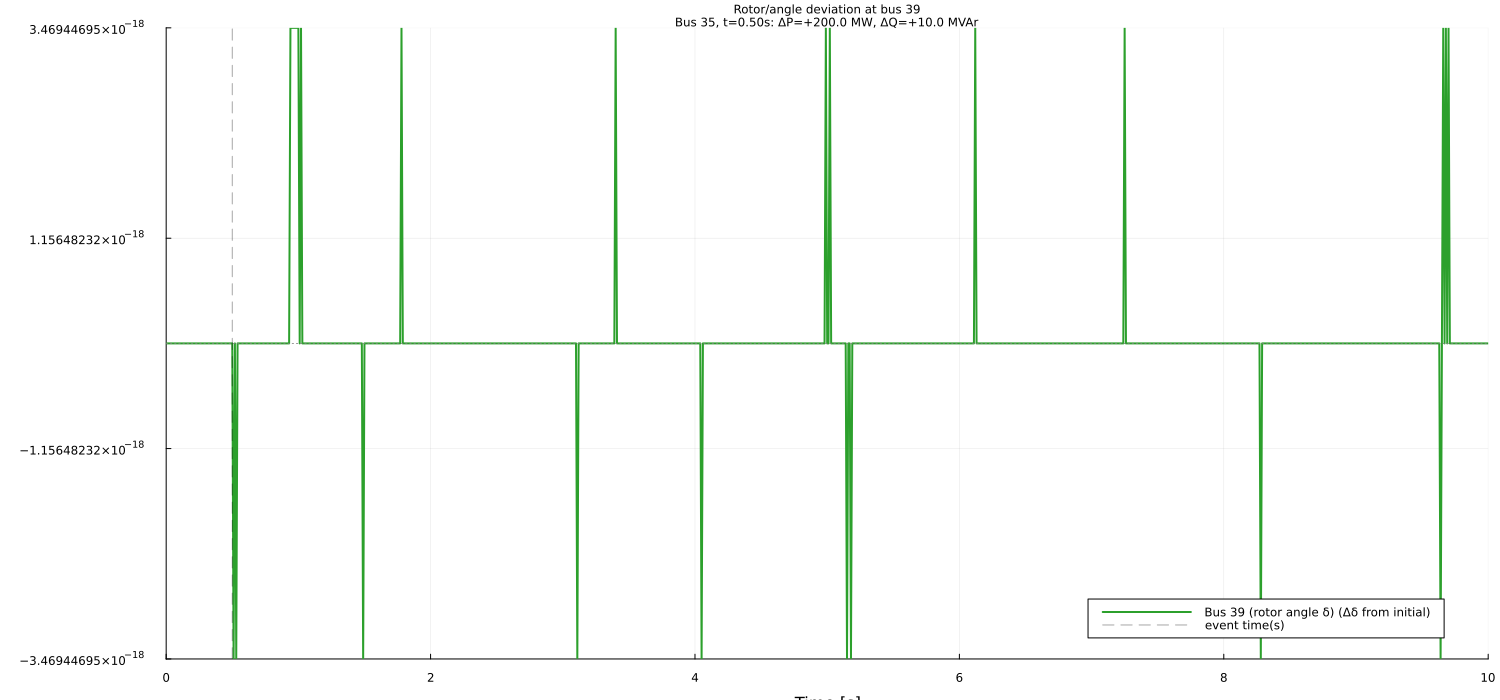 Rotor/angle deviation at bus 39
Bus 35, t=0.50s: ΔP=+200.0 MW, ΔQ=+10.0 MVAr
3.46944695×10⁻¹⁸
1.15648232×10⁻¹⁸
−1.15648232×10⁻¹⁸
−3.46944695×10⁻¹⁸
Bus 39 (rotor angle δ) (Δδ from initial)
event time(s)
0 2 4 6 8 10
Time [s]